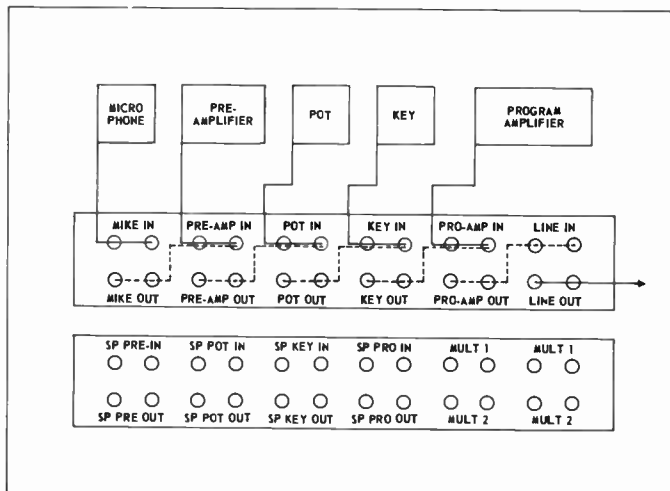 MICRO PHONE
PRE-AMPLIFIER
POT
KEY
PROGRAM AMPLIFIER
MIKE IN PRE-AMP IN POT IN KEY IN PRO-AMP IN LINE IN
MIKE OUT PRE-AMP OUT POT OUT KEY OUT PRO-AMP OUT LINE OUT
SP PRE-IN SP POT IN SP KEY IN SP PRO IN MULT 1 MULT 1
SP PRE OUT SP POT OUT SP KEY OUT SP PRO OUT MULT 2 MULT 2